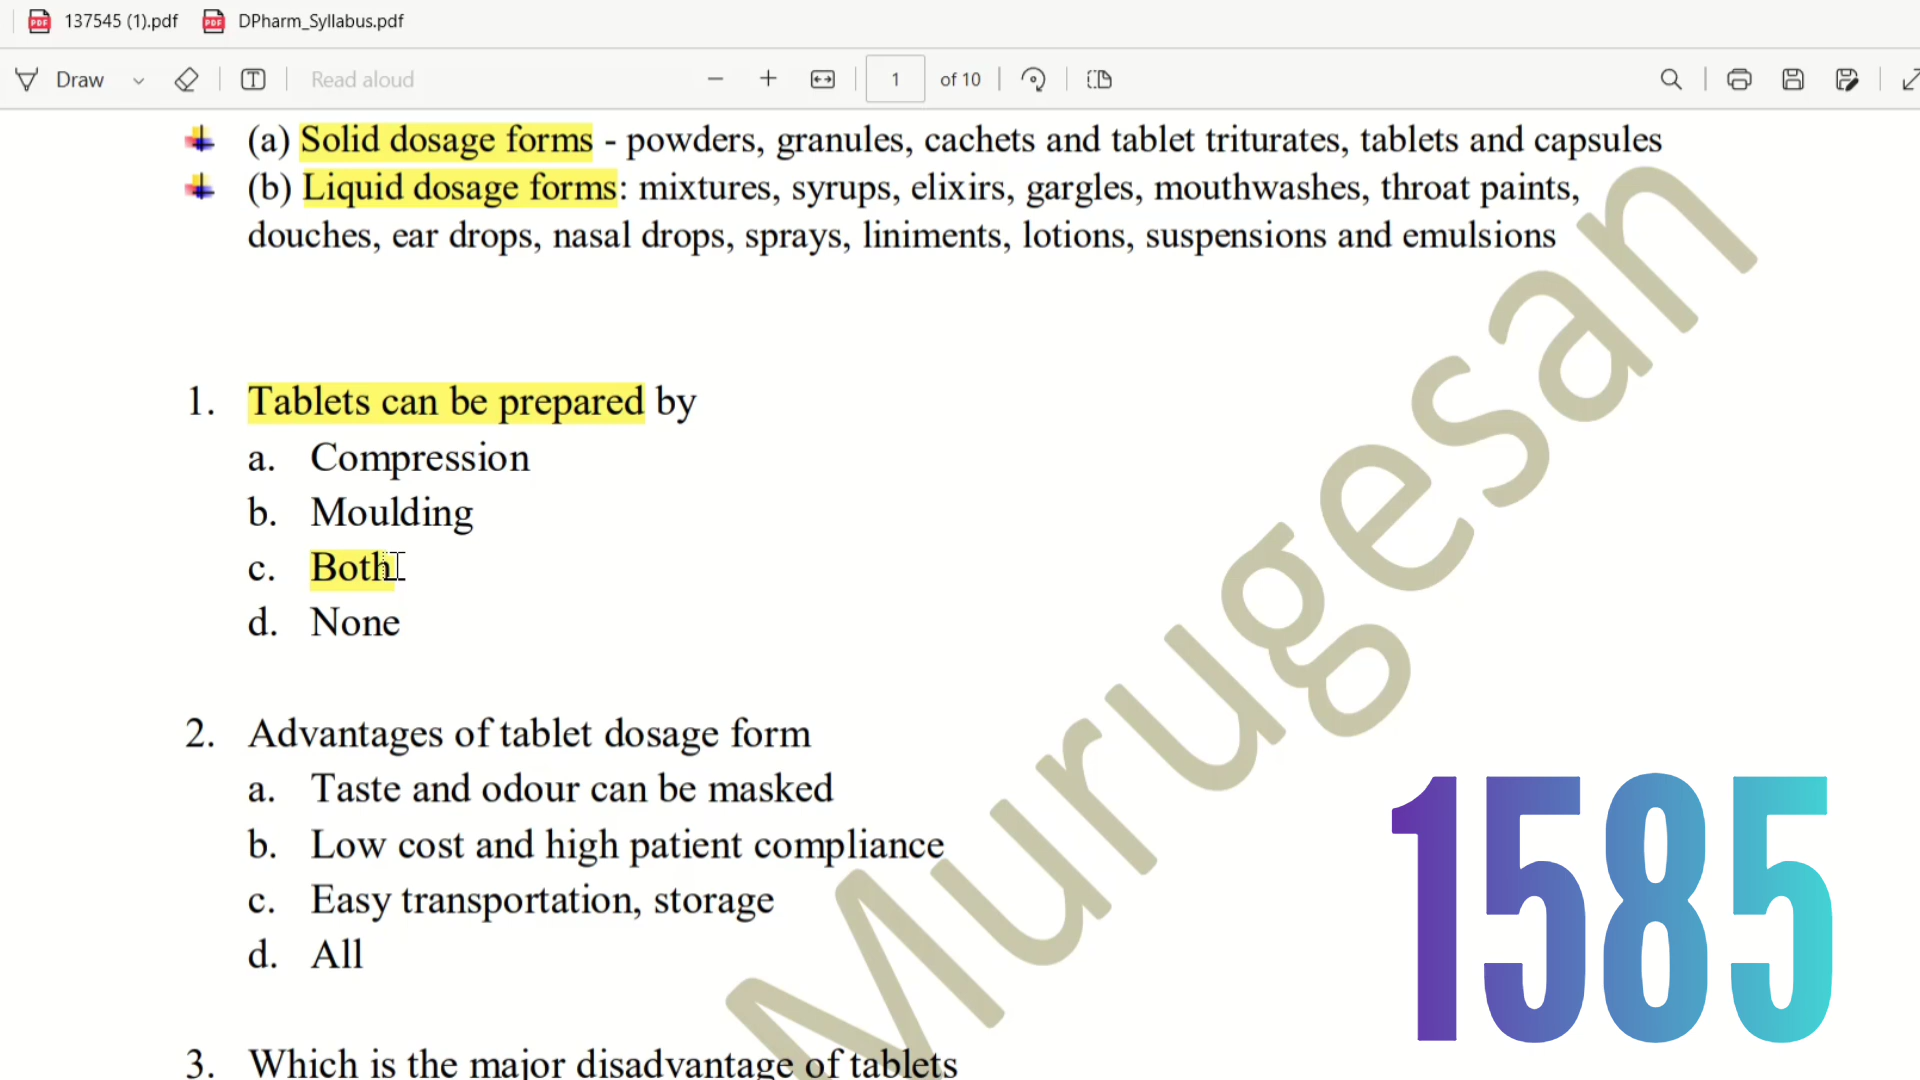 137545 (1).pdf DPharm_Syllabus.pdf
Draw Read aloud 1 of 10
(a) Solid dosage forms - powders, granules, cachets and tablet triturates, tablets and capsules
(b) Liquid dosage forms: mixtures, syrups, elixirs, gargles, mouthwashes, throat paints,
douches, ear drops, nasal drops, sprays, liniments, lotions, suspensions and emulsions
1. Tablets can be prepared by
a. Compression
b. Moulding
c. Both
d. None
2. Advantages of tablet dosage form
a. Taste and odour can be masked
b. Low cost and high patient compliance
c. Easy transportation, storage
d. All
3. Which is the major disadvantage of tablets
Murugesan
1585